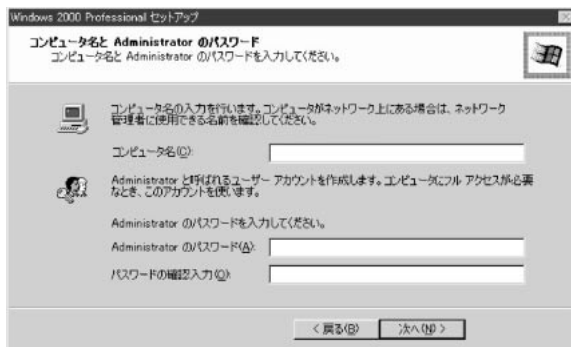 Windows 2000 Professional セットアップ
コンピュータ名と Administrator のパスワード
コンピュータ名と Administrator のパスワードを入力してください。
コンピュータ名の入力を行います。コンピュータがネットワーク上にある場合は、ネットワーク
管理者に使用できる名前を確認してください。
コンピュータ名(C):
Administrator と呼ばれるユーザー アカウントを作成します。コンピュータにフル アクセスが必要
なとき、このアカウントを使います。
Administrator のパスワードを入力してください。
Administrator のパスワード(A):
パスワードの確認入力(O):
< 戻る(B)
次へ(N) >